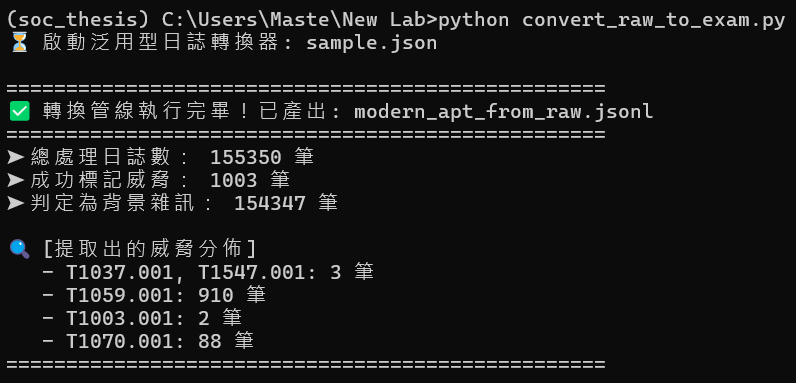 (soc_thesis) C:\Users\Maste\New Lab>python convert_raw_to_exam.py
⏳ 啟動泛用型日誌轉換器: sample.json
==================================================
✅ 轉換管線執行完畢！已產出: modern_apt_from_raw.jsonl
==================================================
➤ 總處理日誌數： 155350 筆
➤ 成功標記威脅： 1003 筆
➤ 判定為背景雜訊： 154347 筆
🔍 [提取出的威脅分佈]
- T1037.001, T1547.001: 3 筆
- T1059.001: 910 筆
- T1003.001: 2 筆
- T1070.001: 88 筆
==================================================